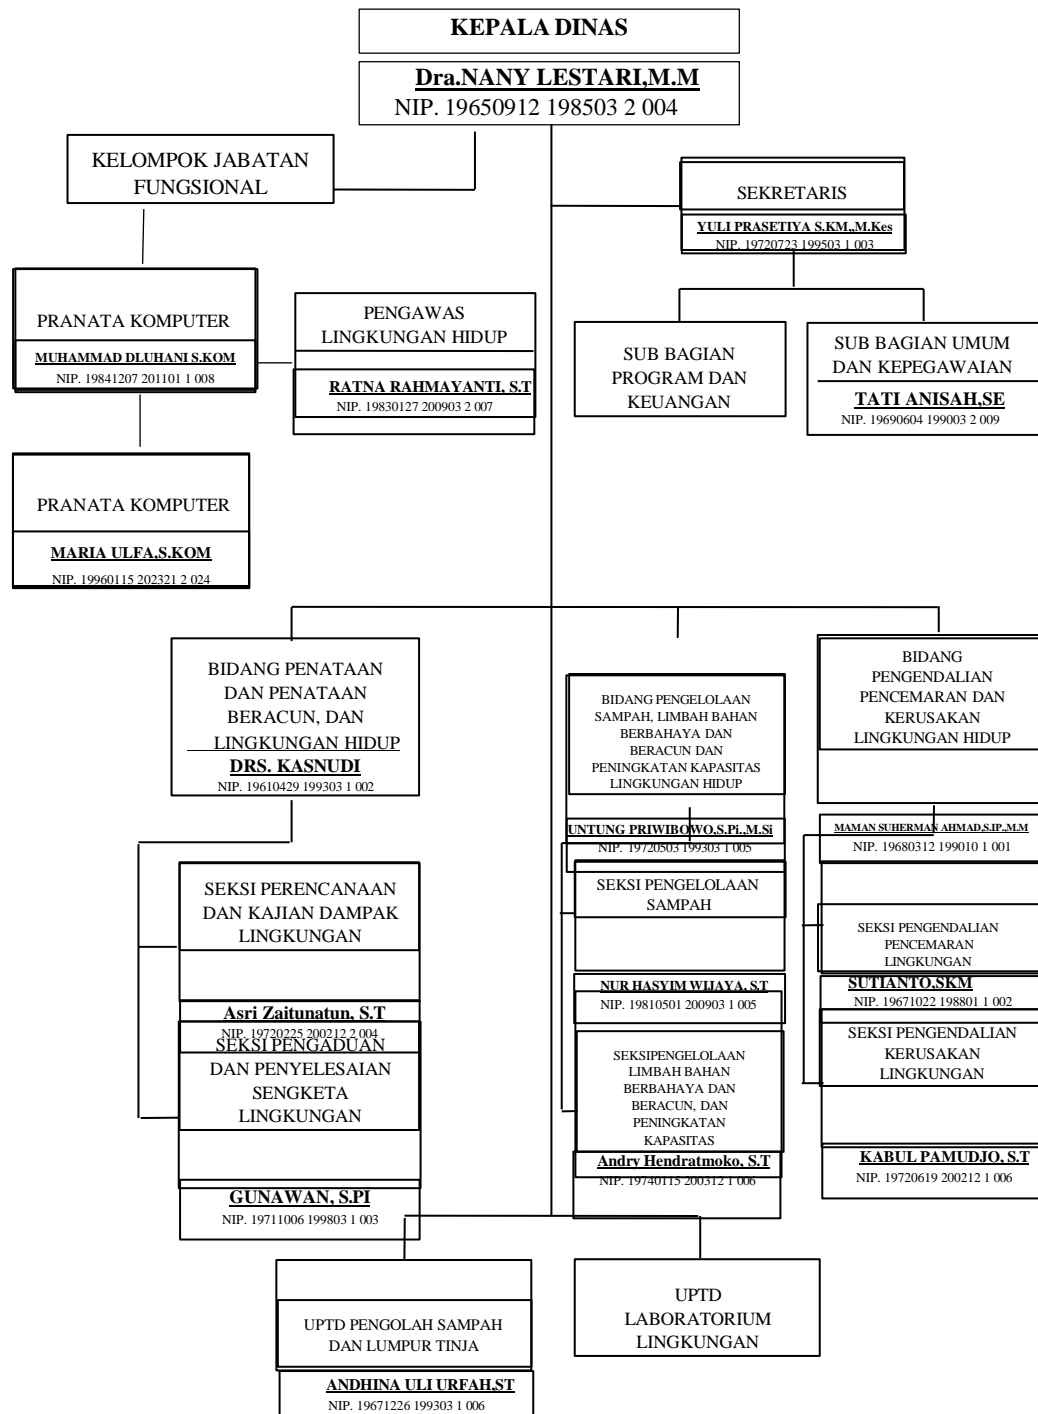 KEPALA DINAS
Dra.NANY LESTARI,M.M
NIP. 19650912 198503 2 004
KELOMPOK JABATAN
FUNGSIONAL
SEKRETARIS
YULI PRASETIYA S.KM,,M.Kes
NIP. 19720723 199503 1 003
PRANATA KOMPUTER
MUHAMMAD DLUHANI S.KOM
NIP. 19841207 201101 1 008
PENGAWAS
LINGKUNGAN HIDUP
RATNA RAHMAYANTI, S.T
NIP. 19830127 200903 2 007
SUB BAGIAN
PROGRAM DAN
KEUANGAN
SUB BAGIAN UMUM
DAN KEPEGAWAIAN
TATI ANISAH,SE
NIP. 19690604 199003 2 009
PRANATA KOMPUTER
MARIA ULFA,S.KOM
NIP. 19960115 202321 2 024
BIDANG PENATAAN
DAN PENATAAN
BERACUN, DAN
LINGKUNGAN HIDUP
DRS. KASNUDI
NIP. 19610429 199303 1 002
BIDANG PENGELOLAAN
SAMPAH, LIMBAH BAHAN
BERBAHAYA DAN
BERACUN DAN
PENINGKATAN KAPASITAS
LINGKUNGAN HIDUP
UNTUNG PRIWIBOWO,S.Pi.,M.Si
NIP. 19720503 199303 1 005
BIDANG
PENGENDALIAN
PENCEMARAN DAN
KERUSAKAN
LINGKUNGAN HIDUP
MAMAN SUHERMAN AHMAD,S.IP.,M.M
NIP. 19680312 199010 1 001
SEKSI PERENCANAAN
DAN KAJIAN DAMPAK
LINGKUNGAN
Asri Zaitunatun, S.T
NIP. 19720225 200212 2 004
SEKSI PENGADUAN
DAN PENYELESAIAN
SENGKETA
LINGKUNGAN
GUNAWAN, S.PI
NIP. 19711006 199803 1 003
SEKSI PENGELOLAAN
SAMPAH
NUR HASYIM WIJAYA, S.T
NIP. 19810501 200903 1 005
SEKSIPENGELOLAAN
LIMBAH BAHAN
BERBAHAYA DAN
BERACUN, DAN
PENINGKATAN
KAPASITAS
Andry Hendratmoko, S.T
NIP. 19740115 200312 1 006
SEKSI PENGENDALIAN
PENCEMARAN
LINGKUNGAN
SUTIANTO,SKM
NIP. 19671022 198801 1 002
SEKSI PENGENDALIAN
KERUSAKAN
LINGKUNGAN
KABUL PAMUDJO, S.T
NIP. 19720619 200212 1 006
UPTD PENGOLAH SAMPAH
DAN LUMPUR TINJA
ANDHINA ULI URFAH,ST
NIP. 19671226 199303 1 006
UPTD
LABORATORIUM
LINGKUNGAN